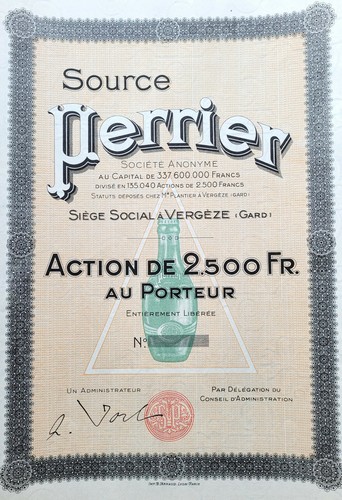 Source
Perrier
SOCIÉTÉ ANONYME
AU CAPITAL DE 337.600.000 FRANCS
DIVISÉ EN 135.040 ACTIONS DE 2.500 FRANCS
STATUTS DÉPOSÉS CHEZ Me PLANTIER À VERGÈZE (GARD)
SIÈGE SOCIAL À VERGÈZE (GARD)
ACTION DE 2.500 FR.
AU PORTEUR
ENTIÈREMENT LIBÉRÉE
No
UN ADMINISTRATEUR
PAR DÉLÉGATION DU
CONSEIL D'ADMINISTRATION